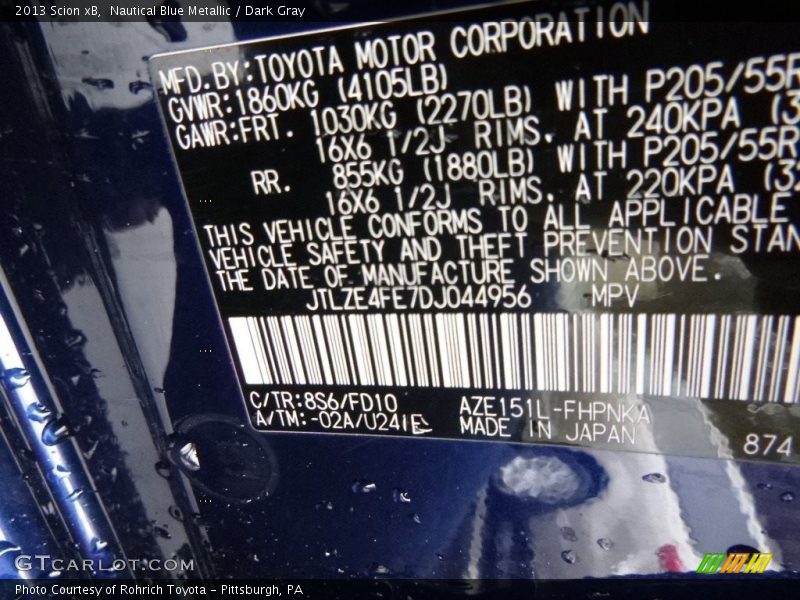 2013 Scion xB, Nautical Blue Metallic / Dark Gray
MFD.BY:TOYOTA MOTOR CORPORATION
GVWR:1860KG (4105LB)
GAWR:FRT. 1030KG (2270LB) WITH P205/55R
16X6 1/2J RIMS. AT 240KPA (3
RR. 855KG (1880LB) WITH P205/55R
16X6 1/2J RIMS. AT 220KPA (32
THIS VEHICLE CONFORMS TO ALL APPLICABLE
VEHICLE SAFETY AND THEFT PREVENTION STAN
THE DATE OF MANUFACTURE SHOWN ABOVE.
JTLZE4FE7DJ044956 MPV
C/TR:8S6/FD10 AZE151L-FHPNKA
A/TM:-02A/U241E MADE IN JAPAN 874
GTCarLot.com
Photo Courtesy of Rohrich Toyota - Pittsburgh, PA